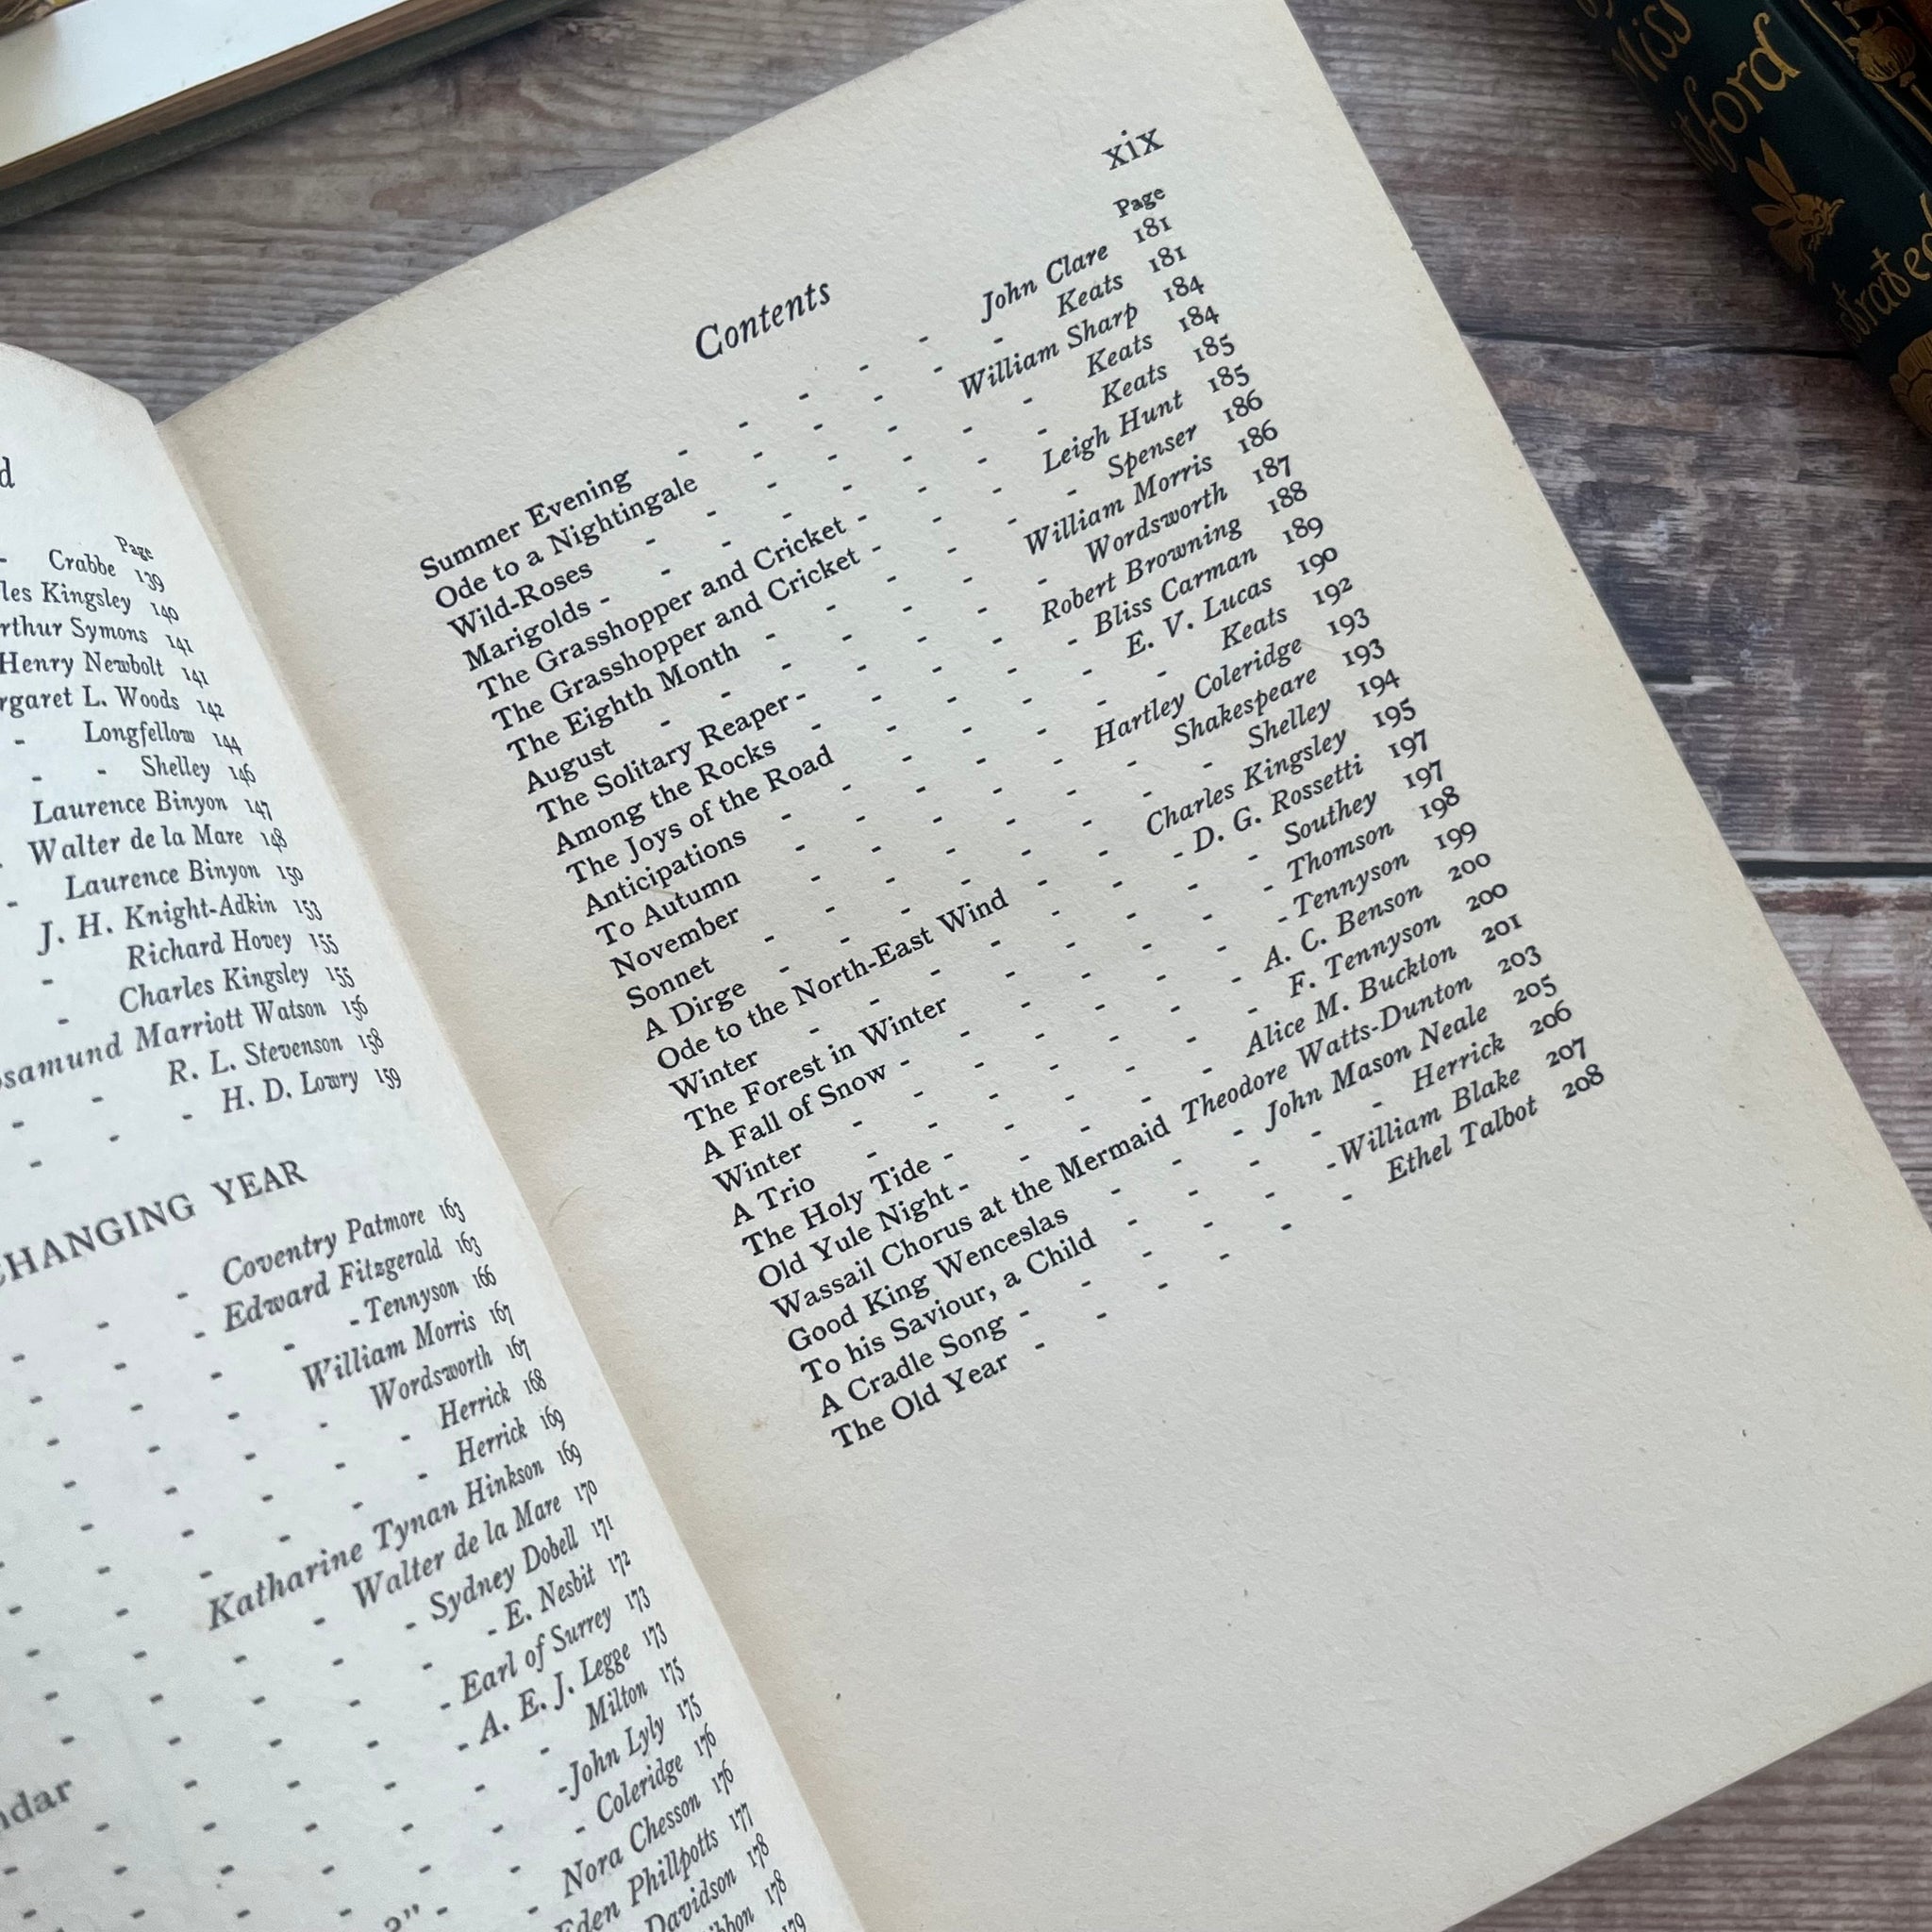 Page
Crabbe 139
Kingsley 140
Symons 141
Henry Newbolt 141
L. Woods 142
Longfellow 144
Shelley 146
Laurence Binyon 147
Walter de la Mare 148
Laurence Binyon 150
J. H. Knight-Adkin 153
Richard Hovey 155
Charles Kingsley 155
Marriott Watson 156
R. L. Stevenson 158
H. D. Lowry 159
CHANGING YEAR
Coventry Patmore 163
Edward Fitzgerald 163
Tennyson 166
William Morris 167
Wordsworth 167
Herrick 168
Herrick 169
Katharine Tynan Hinkson 169
Walter de la Mare 170
Sydney Dobell 171
E. Nesbit 172
Earl of Surrey 173
A. E. J. Legge 173
Milton 175
John Lyly 175
Coleridge 176
Nora Chesson 176
Eden Phillpotts 177
Davidson 178
178
179
Contents xix
Page
Summer Evening - - - - - John Clare 181
Ode to a Nightingale - - - - - Keats 181
Wild-Roses - - - - - William Sharp 184
Marigolds - - - - - - Keats 184
The Grasshopper and Cricket - - - - Keats 185
The Grasshopper and Cricket - - - Leigh Hunt 185
The Eighth Month - - - - - Spenser 186
August - - - - - William Morris 186
The Solitary Reaper - - - - Wordsworth 187
Among the Rocks - - - - Robert Browning 188
The Joys of the Road - - - - Bliss Carman 189
Anticipations - - - - - E. V. Lucas 190
To Autumn - - - - - - Keats 192
November - - - - - Hartley Coleridge 193
Sonnet - - - - - - Shakespeare 193
A Dirge - - - - - - Shelley 194
Ode to the North-East Wind - - - Charles Kingsley 195
Winter - - - - - - D. G. Rossetti 197
The Forest in Winter - - - - Southey 197
A Fall of Snow - - - - - Thomson 198
Winter - - - - - - Tennyson 199
A Trio - - - - - - A. C. Benson 200
The Holy Tide - - - - - F. Tennyson 200
Old Yule Night - - - - Alice M. Buckton 201
Wassail Chorus at the Mermaid Theodore Watts-Dunton 203
Good King Wenceslas - - - John Mason Neale 205
To his Saviour, a Child - - - - Herrick 206
A Cradle Song - - - - - William Blake 207
The Old Year - - - - - Ethel Talbot 208
Miss